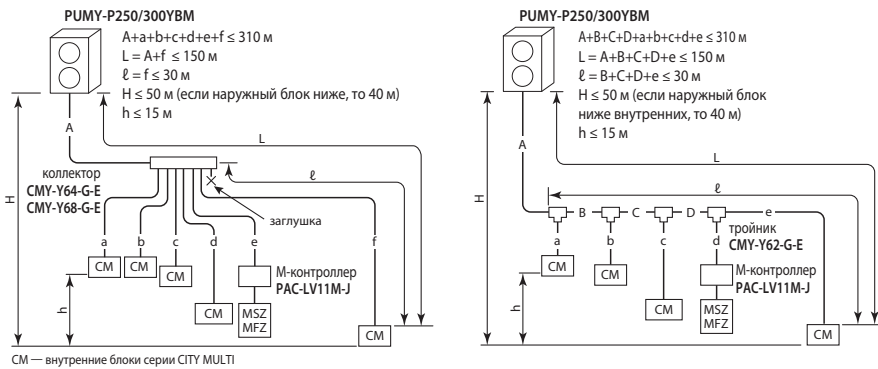 PUMY-P250/300YBM
A+a+b+c+d+e+f ≤ 310 м
L = A+f ≤ 150 м
ℓ = f ≤ 30 м
H ≤ 50 м (если наружный блок ниже, то 40 м)
h ≤ 15 м
A
L
H
коллектор
CMY-Y64-G-E
CMY-Y68-G-E
ℓ
заглушка
a
b
c
d
e
f
CM
CM
CM
CM
h
М-контроллер
PAC-LV11M-J
MSZ
MFZ
CM
CM — внутренние блоки серии CITY MULTI
PUMY-P250/300YBM
A+B+C+D+a+b+c+d+e ≤ 310 м
L = A+B+C+D+e ≤ 150 м
ℓ = B+C+D+e ≤ 30 м
H ≤ 50 м (если наружный блок
ниже внутренних, то 40 м)
h ≤ 15 м
A
L
H
ℓ
B
C
D
e
тройник
CMY-Y62-G-E
a
b
c
d
CM
CM
CM
h
М-контроллер
PAC-LV11M-J
MSZ
MFZ
CM